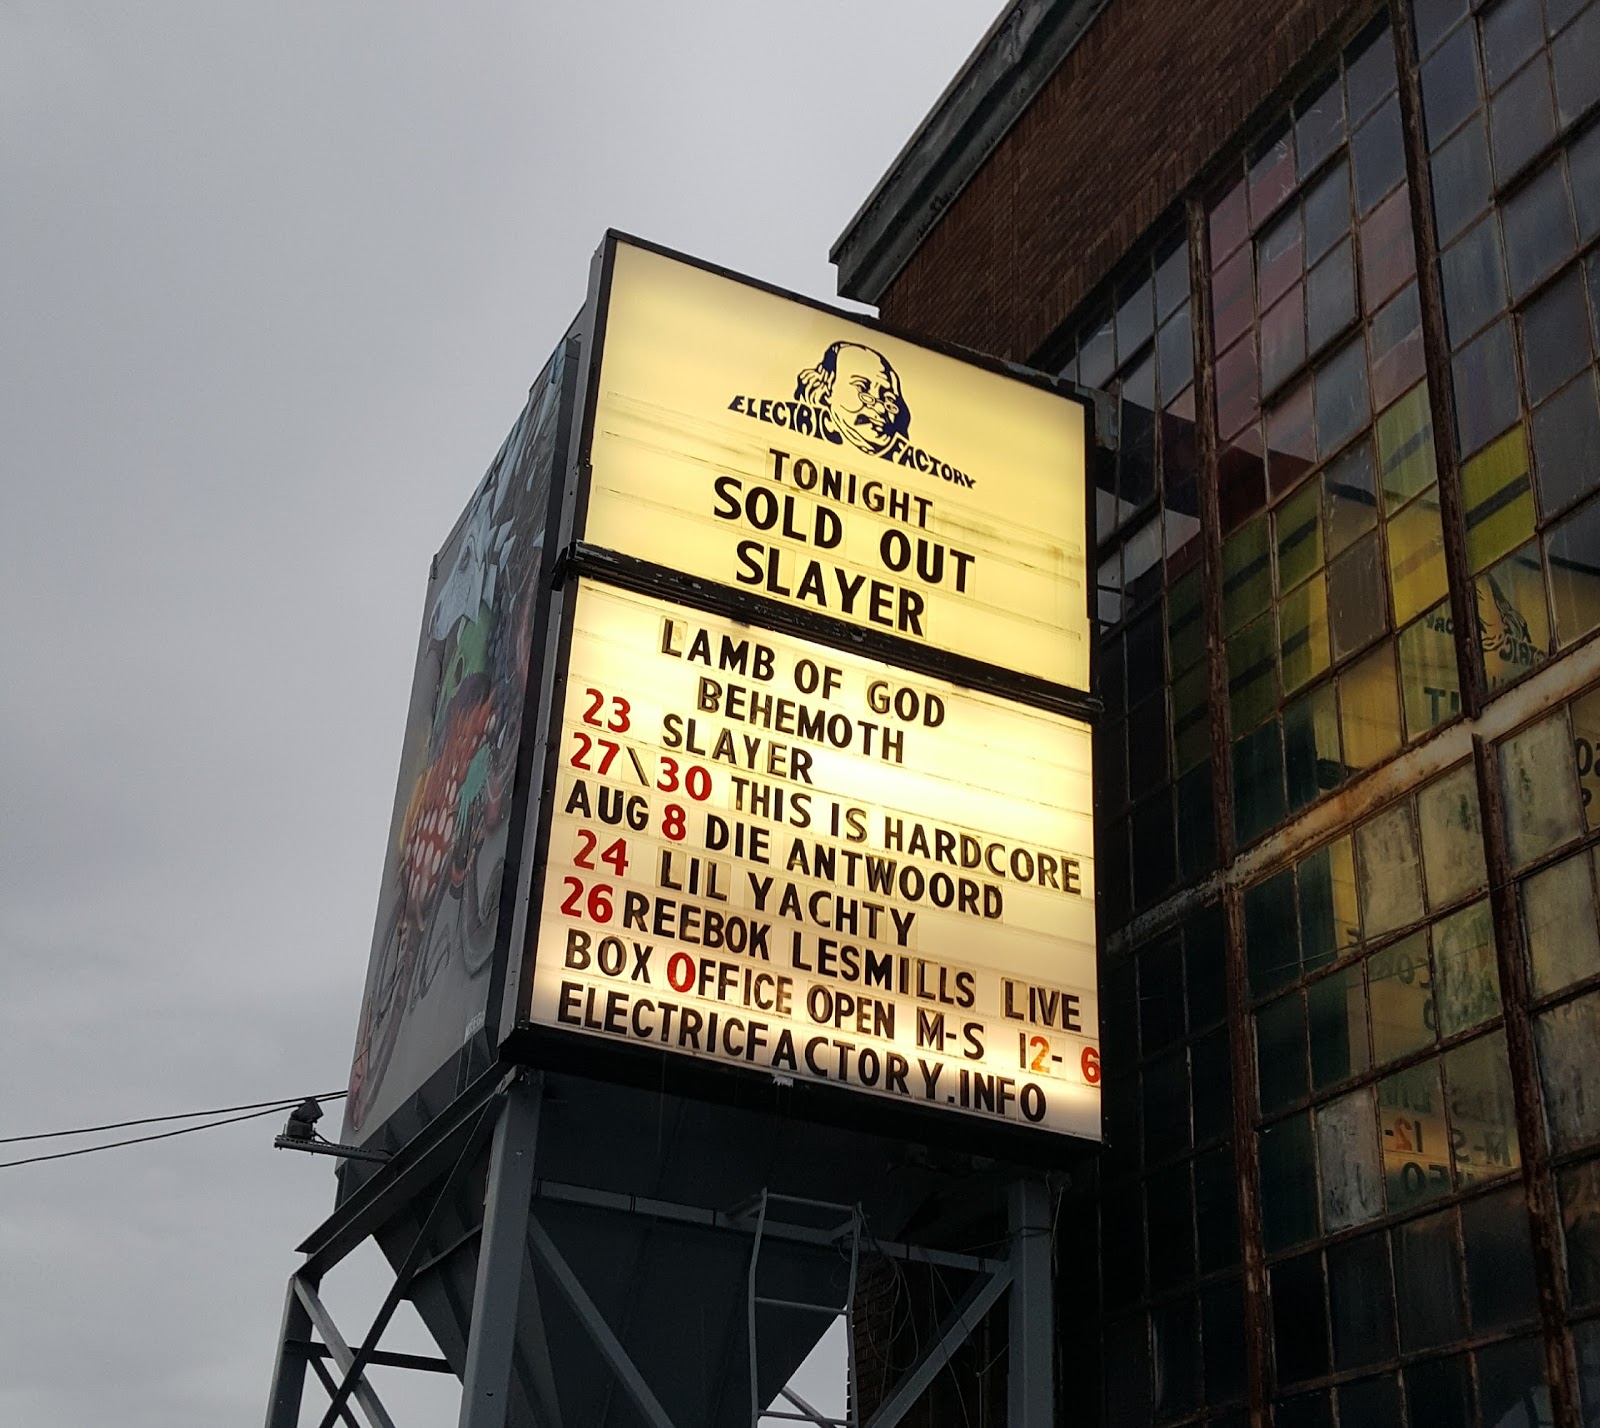 ELECTRIC FACTORY
TONIGHT
SOLD OUT
SLAYER
LAMB OF GOD
BEHEMOTH
23 SLAYER
27\30 THIS IS HARDCORE
AUG 8 DIE ANTWOORD
24 LIL YACHTY
26 REEBOK LESMILLS LIVE
BOX OFFICE OPEN M-S 12-6
ELECTRICFACTORY.INFO